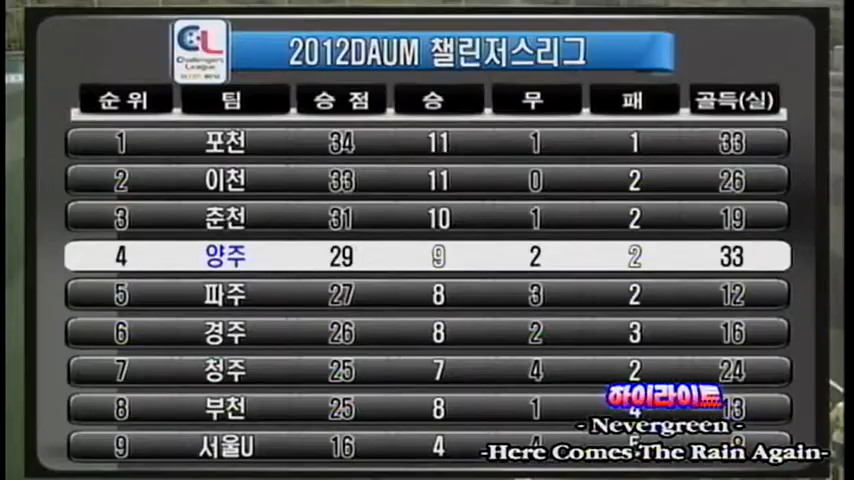 CL
Challengers
League
2012DAUM 챌린저스리그
순위 팀 승점 승 무 패 골득(실)
1 포천 34 11 1 1 33
2 이천 33 11 0 2 26
3 춘천 31 10 1 2 19
4 양주 29 9 2 2 33
5 파주 27 8 3 2 12
6 경주 26 8 2 3 16
7 청주 25 7 4 2 24
8 부천 25 8 1 4 13
9 서울U 16 4
하이라이트
- Nevergreen -
-Here Comes The Rain Again-